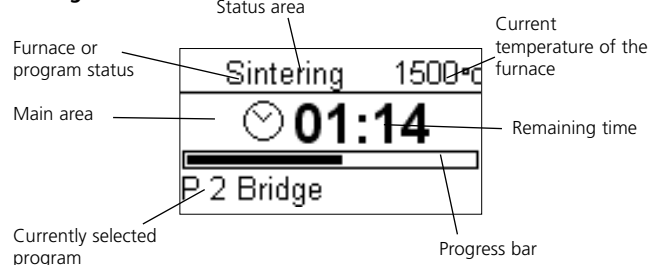 Status area
Current
temperature of the
furnace
Furnace or
program status
Sintering 1500°c
Main area
01:14
Remaining time
P 2 Bridge
Currently selected
program
Progress bar